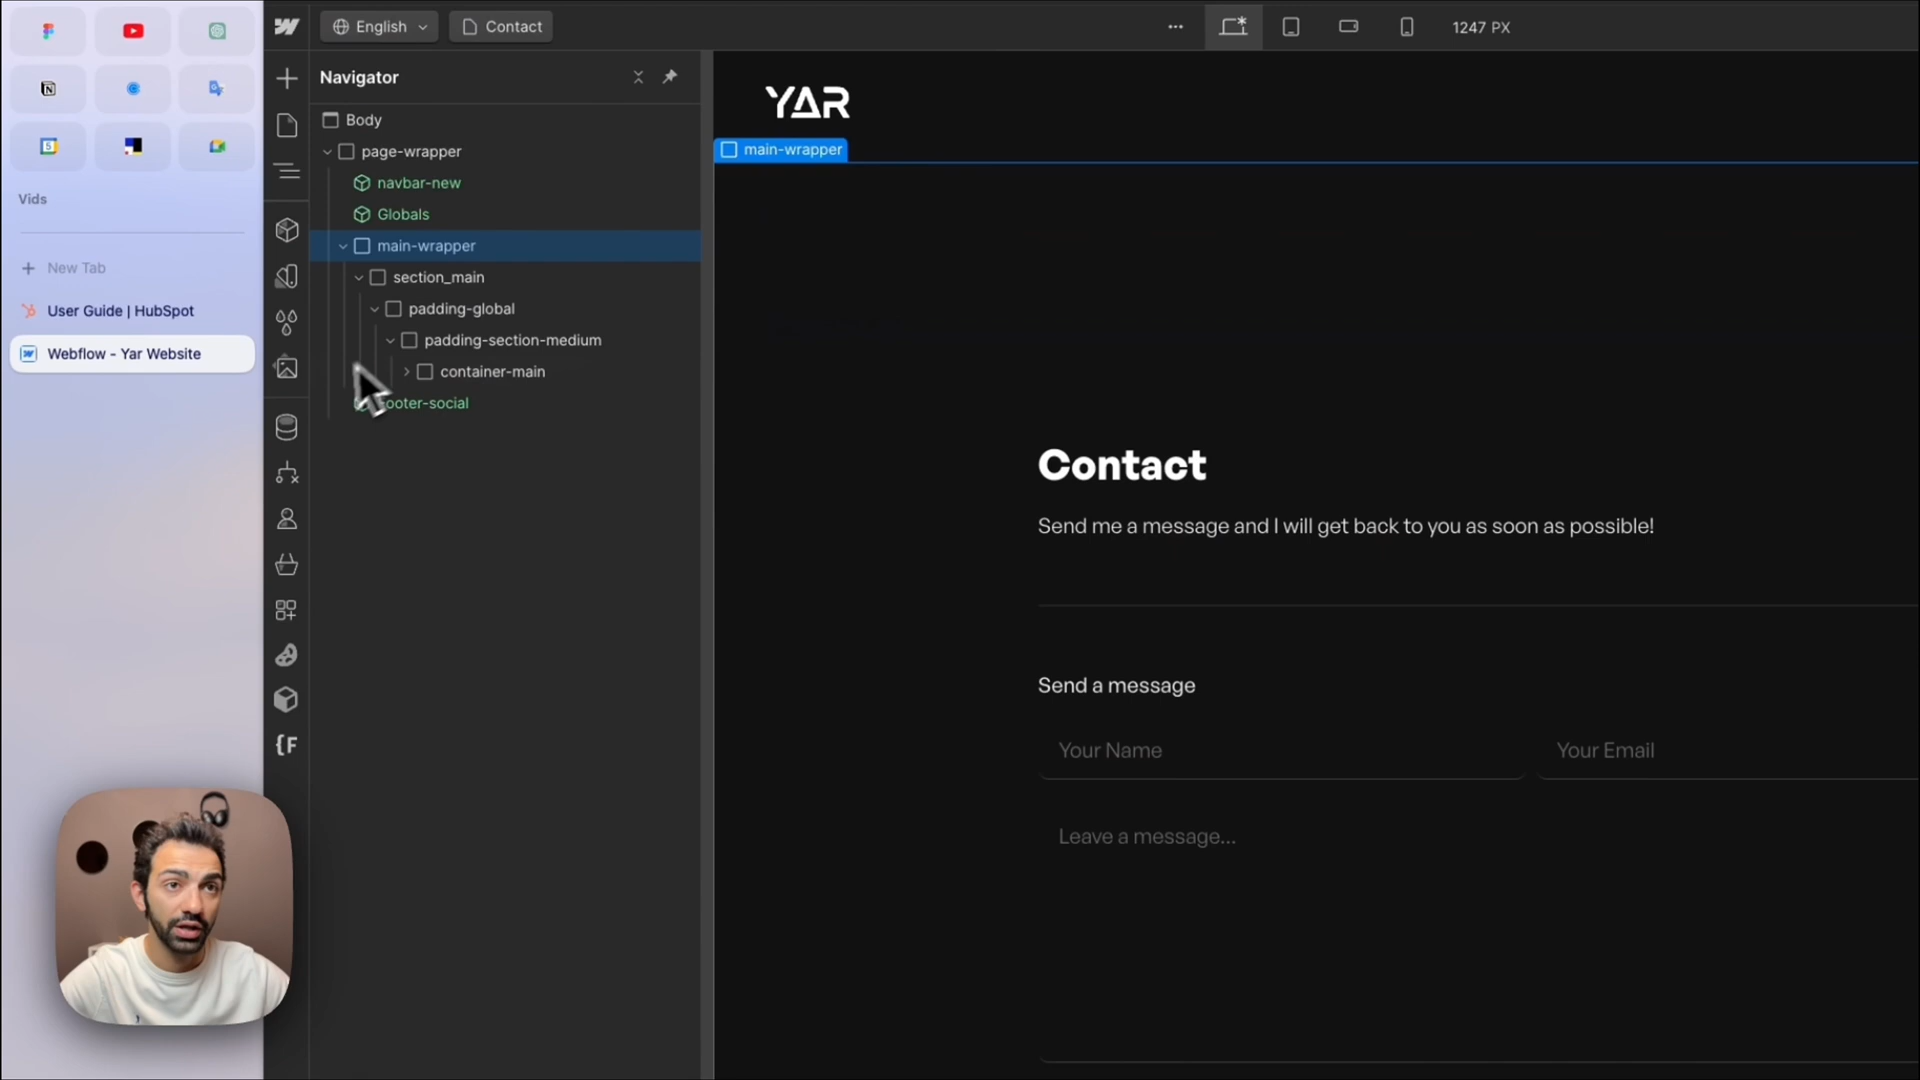 English
Contact
1247 PX
Navigator
Body
page-wrapper
navbar-new
Globals
main-wrapper
section_main
padding-global
padding-section-medium
container-main
ooter-social
Vids
New Tab
User Guide | HubSpot
Webflow - Yar Website
YAR
main-wrapper
Contact
Send me a message and I will get back to you as soon as possible!
Send a message
Your Name
Your Email
Leave a message...
{F
5